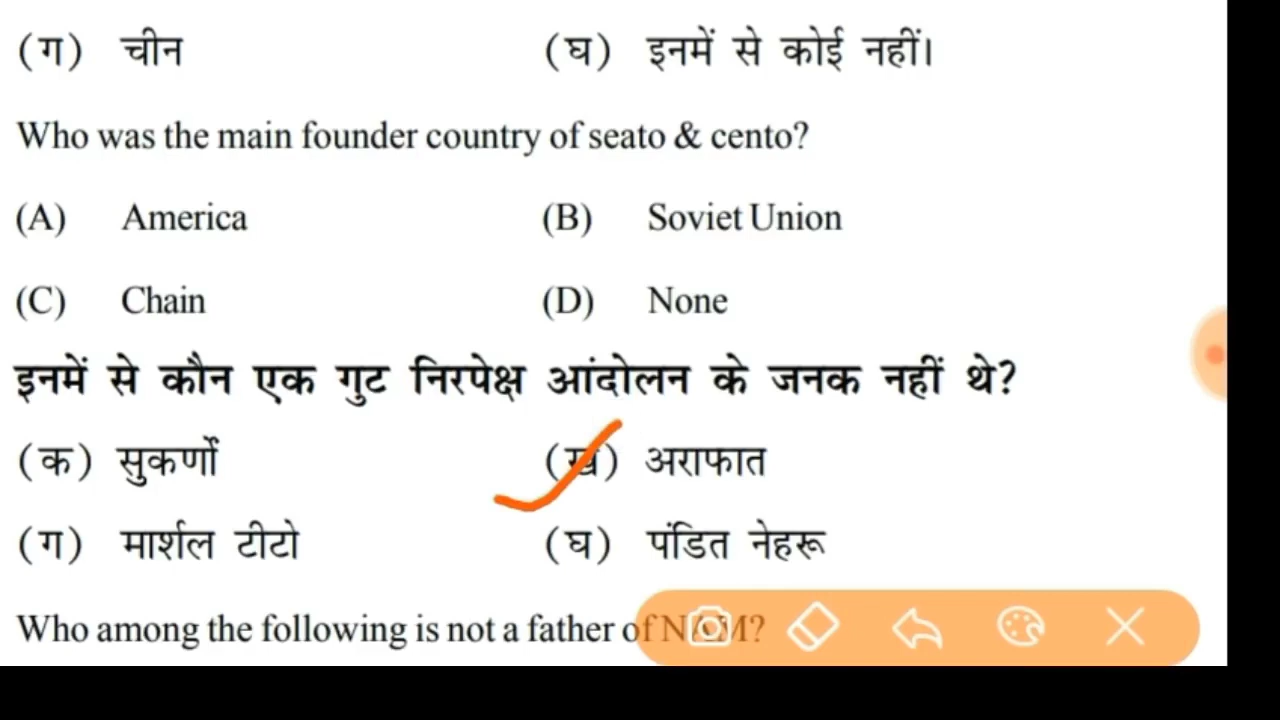 (ग) चीन (घ) इनमें से कोई नहीं।
Who was the main founder country of seato & cento?
(A) America (B) Soviet Union
(C) Chain (D) None
इनमें से कौन एक गुट निरपेक्ष आंदोलन के जनक नहीं थे?
(क) सुकर्णों (ख) अराफात
(ग) मार्शल टीटो (घ) पंडित नेहरू
Who among the following is not a father of NAM?